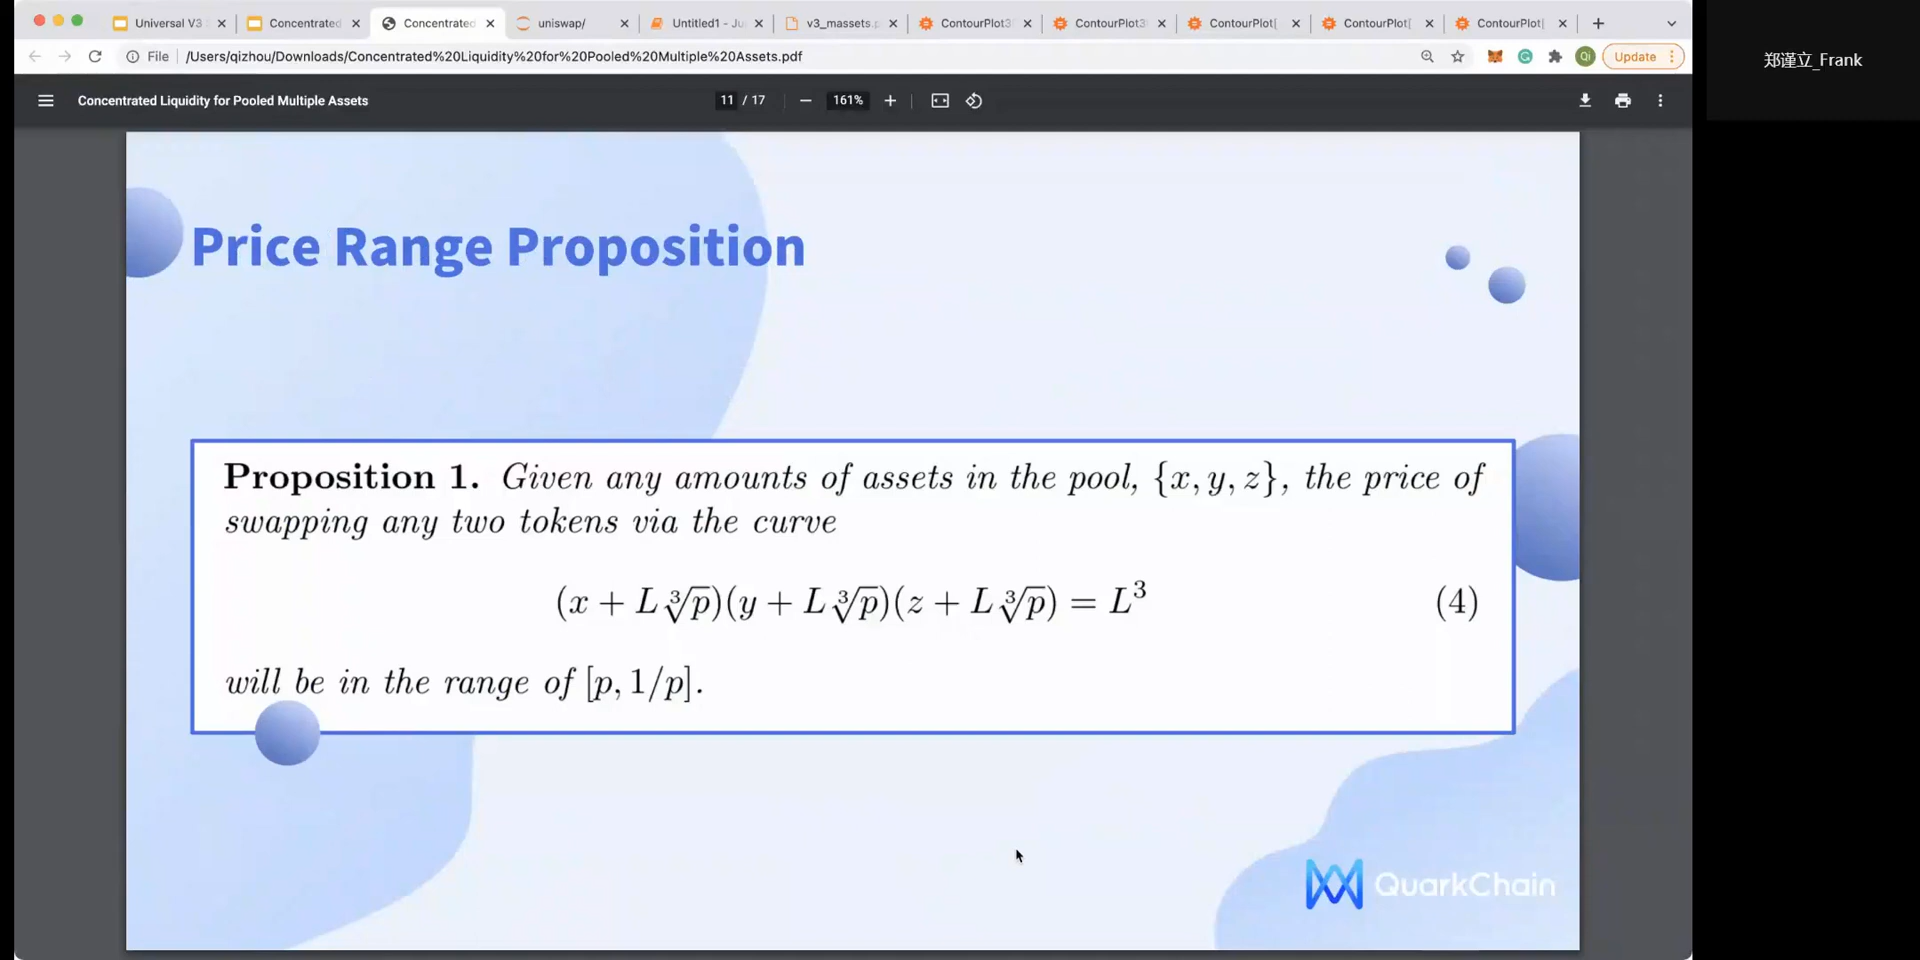 Universal V3
Concentrated
Concentrated
uniswap/
Untitled1 - Ju
v3_massets.p
ContourPlot3
ContourPlot3
ContourPlot[
ContourPlot[
ContourPlot[
File
/Users/qizhou/Downloads/Concentrated%20Liquidity%20for%20Pooled%20Multiple%20Assets.pdf
Qi
Update
Concentrated Liquidity for Pooled Multiple Assets
11 / 17
161%
郑谨立_Frank
Price Range Proposition
Proposition 1. Given any amounts of assets in the pool, {x, y, z}, the price of
swapping any two tokens via the curve
(x + L∛p)(y + L∛p)(z + L∛p) = L³ (4)
will be in the range of [p, 1/p].
QuarkChain